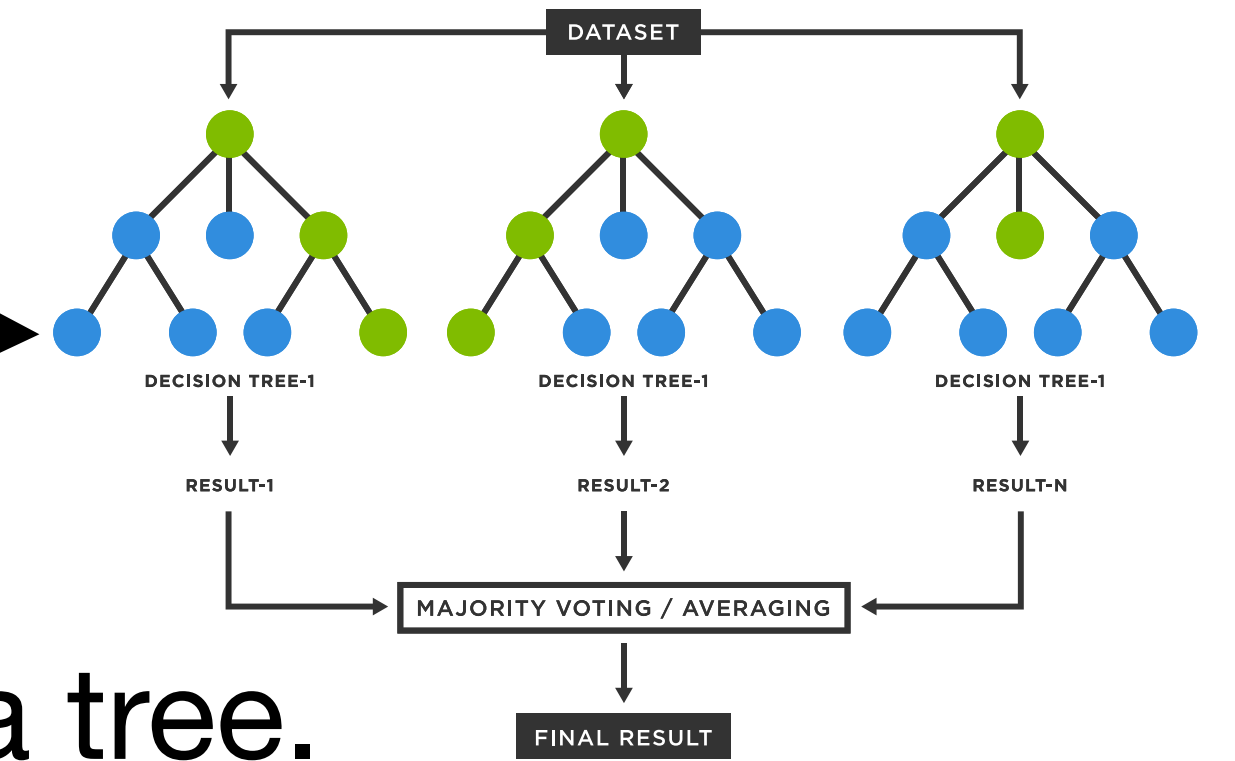 DATASET
DECISION TREE-1
DECISION TREE-1
DECISION TREE-1
RESULT-1
RESULT-2
RESULT-N
MAJORITY VOTING / AVERAGING
a tree.
FINAL RESULT